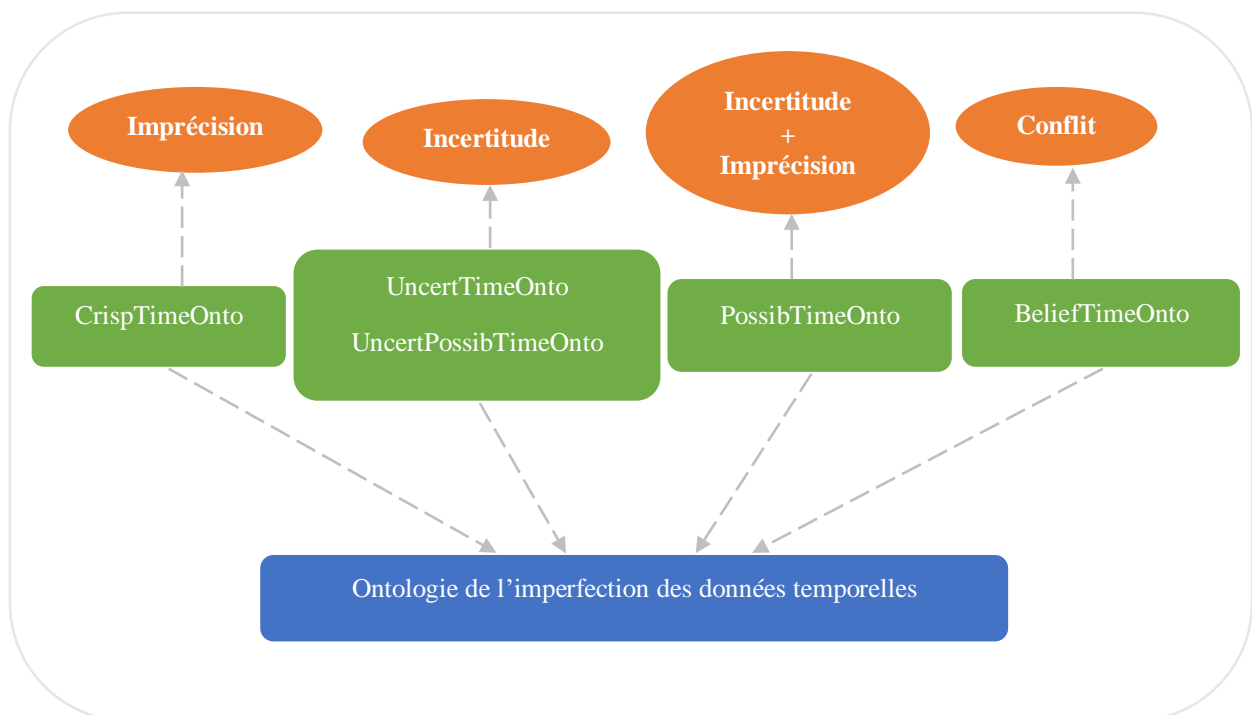 Imprécision
Incertitude
Incertitude
+
Imprécision
Conflit
CrispTimeOnto
UncertTimeOnto
UncertPossibTimeOnto
PossibTimeOnto
BeliefTimeOnto
Ontologie de l’imperfection des données temporelles